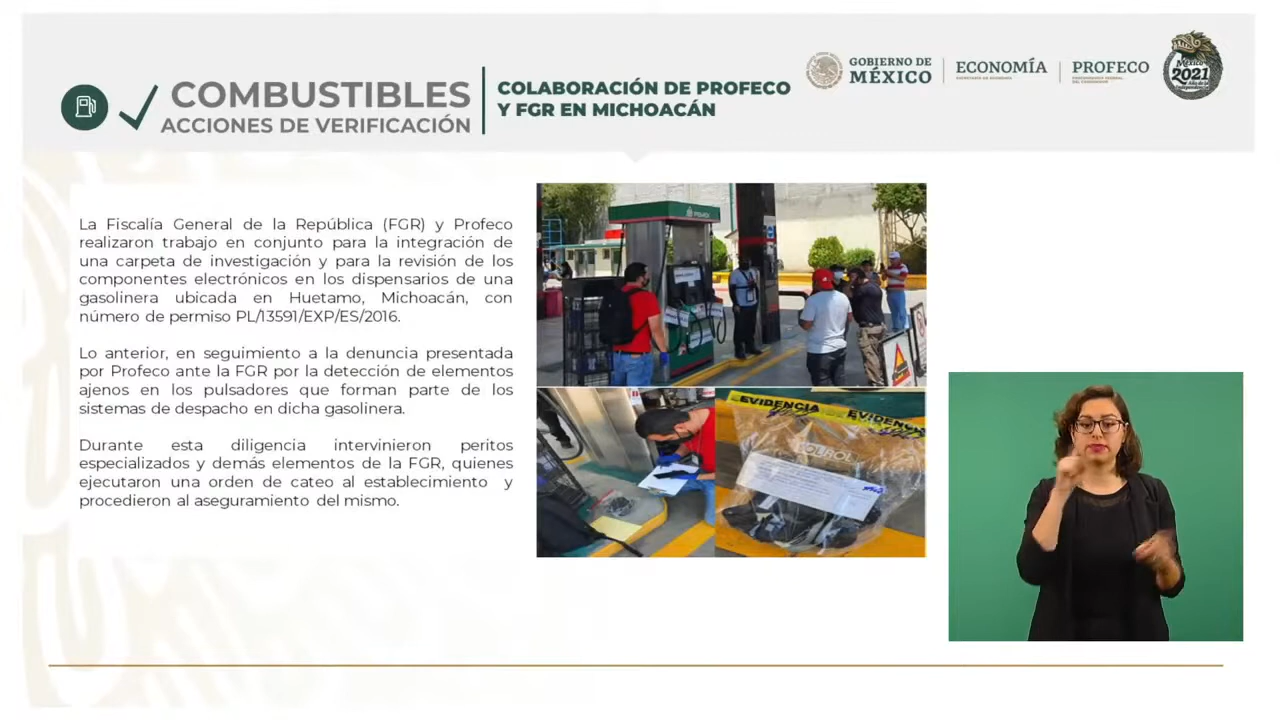 COMBUSTIBLES
ACCIONES DE VERIFICACIÓN
COLABORACIÓN DE PROFECO
Y FGR EN MICHOACÁN
GOBIERNO DE
MÉXICO
ECONOMÍA
PROFECO
México
2021
La Fiscalía General de la República (FGR) y Profeco
realizaron trabajo en conjunto para la integración de
una carpeta de investigación y para la revisión de los
componentes electrónicos en los dispensarios de una
gasolinera ubicada en Huetamo, Michoacán, con
número de permiso PL/13591/EXP/ES/2016.
Lo anterior, en seguimiento a la denuncia presentada
por Profeco ante la FGR por la detección de elementos
ajenos en los pulsadores que forman parte de los
sistemas de despacho en dicha gasolinera.
Durante esta diligencia intervinieron peritos
especializados y demás elementos de la FGR, quienes
ejecutaron una orden de cateo al establecimiento y
procedieron al aseguramiento del mismo.
EVIDENCIA